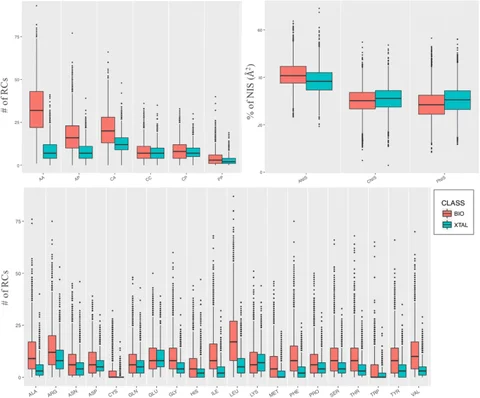 # of RCs
75
50
25
0
AA
AP
CA
CC
CP
PP
% of NIS (Å²)
60
40
20
0
ANIS
CNIS
PNIS
# of RCs
75
50
25
0
ALA ARG ASN ASP CYS GLN GLU GLY HIS ILE LEU LYS MET PHE PRO SER THR TRP TYR VAL
CLASS
BIO
XTAL